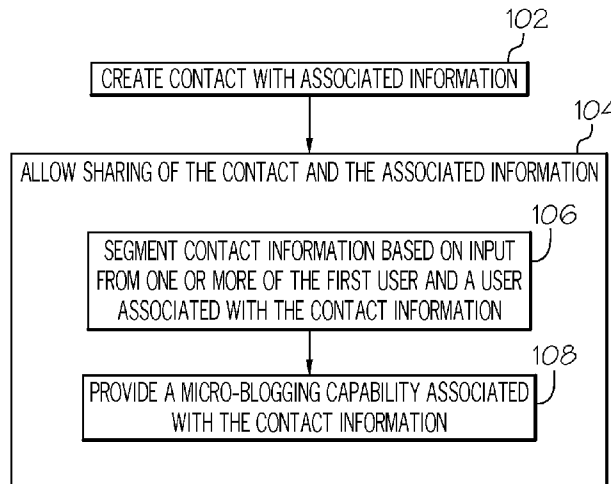 102
CREATE CONTACT WITH ASSOCIATED INFORMATION
104
ALLOW SHARING OF THE CONTACT AND THE ASSOCIATED INFORMATION
106
SEGMENT CONTACT INFORMATION BASED ON INPUT
FROM ONE OR MORE OF THE FIRST USER AND A USER
ASSOCIATED WITH THE CONTACT INFORMATION
108
PROVIDE A MICRO-BLOGGING CAPABILITY ASSOCIATED
WITH THE CONTACT INFORMATION